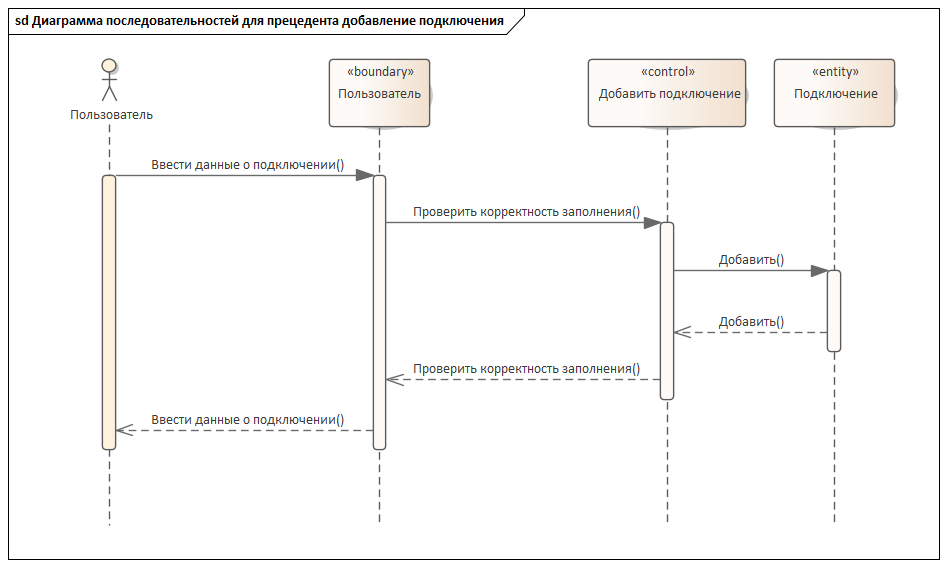 sd Диаграмма последовательностей для прецедента добавление подключения
Пользователь
«boundary»
Пользователь
«control»
Добавить подключение
«entity»
Подключение
Ввести данные о подключении()
Проверить корректность заполнения()
Добавить()
Добавить()
Проверить корректность заполнения()
Ввести данные о подключении()